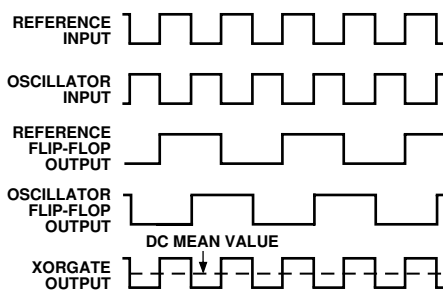 REFERENCE
INPUT
OSCILLATOR
INPUT
REFERENCE
FLIP-FLOP
OUTPUT
OSCILLATOR
FLIP-FLOP
OUTPUT
DC MEAN VALUE
XORGATE
OUTPUT